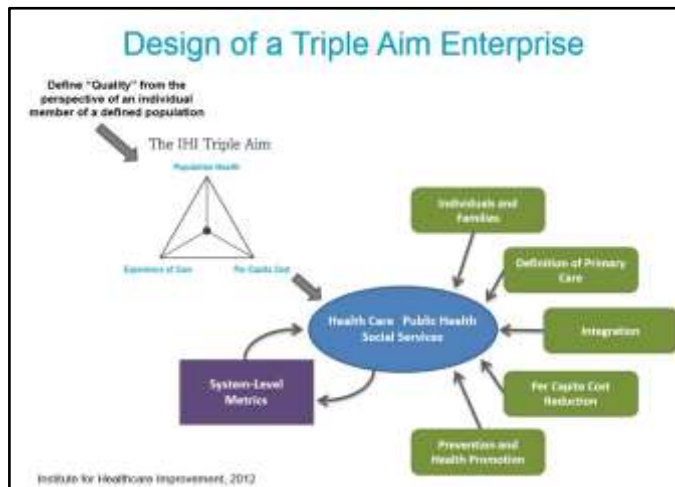 Design of a Triple Aim Enterprise
Define "Quality" from the
perspective of an individual
member of a defined population
The IHI Triple Aim
Population Health
Experience of Care
Per Capita Cost
Individuals and
Families
Definition of Primary
Care
Health Care Public Health
Social Services
Integration
System-Level
Metrics
Per Capita Cost
Reduction
Prevention and
Health Promotion
Institute for Healthcare Improvement, 2012